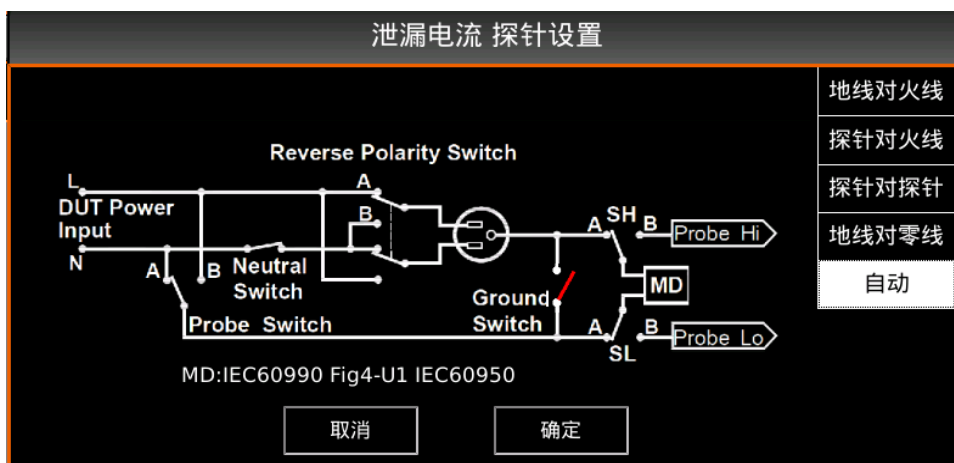 泄漏电流 探针设置
地线对火线
探针对火线
探针对探针
地线对零线
自动
Reverse Polarity Switch
L
A
DUT Power
Input
B
SH
A
B
Probe Hi
N
A
B
Neutral
Switch
MD
Ground
Switch
Probe Switch
A
B
Probe Lo
SL
MD:IEC60990 Fig4-U1 IEC60950
取消
确定